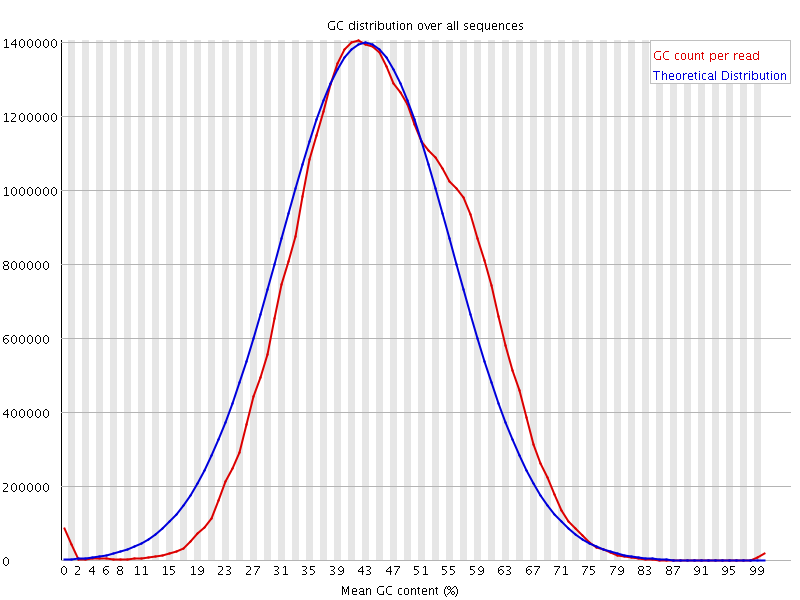 GC distribution over all sequences
GC count per read
Theoretical Distribution
1400000
1200000
1000000
800000
600000
400000
200000
0
0 2 4 6 8 11 15 19 23 27 31 35 39 43 47 51 55 59 63 67 71 75 79 83 87 91 95 99
Mean GC content (%)